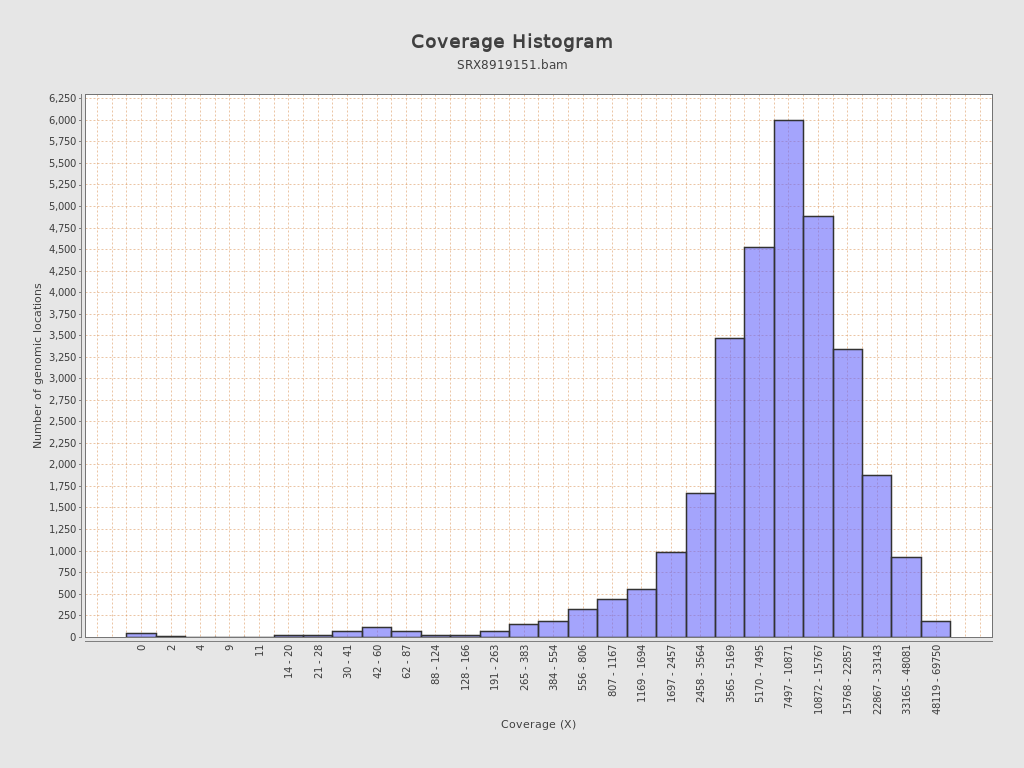 Coverage Histogram
SRX8919151.bam
6,250
6,000
5,750
5,500
5,250
5,000
4,750
4,500
4,250
4,000
3,750
3,500
3,250
3,000
2,750
2,500
2,250
2,000
1,750
1,500
1,250
1,000
750
500
250
0
Number of genomic locations
0
2
4
9
11
14 - 20
21 - 28
30 - 41
42 - 60
62 - 87
88 - 124
128 - 166
191 - 263
265 - 383
384 - 554
556 - 806
807 - 1167
1169 - 1694
1697 - 2457
2458 - 3564
3565 - 5169
5170 - 7495
7497 - 10871
10872 - 15767
15768 - 22857
22867 - 33143
33165 - 48081
48119 - 69750
Coverage (X)